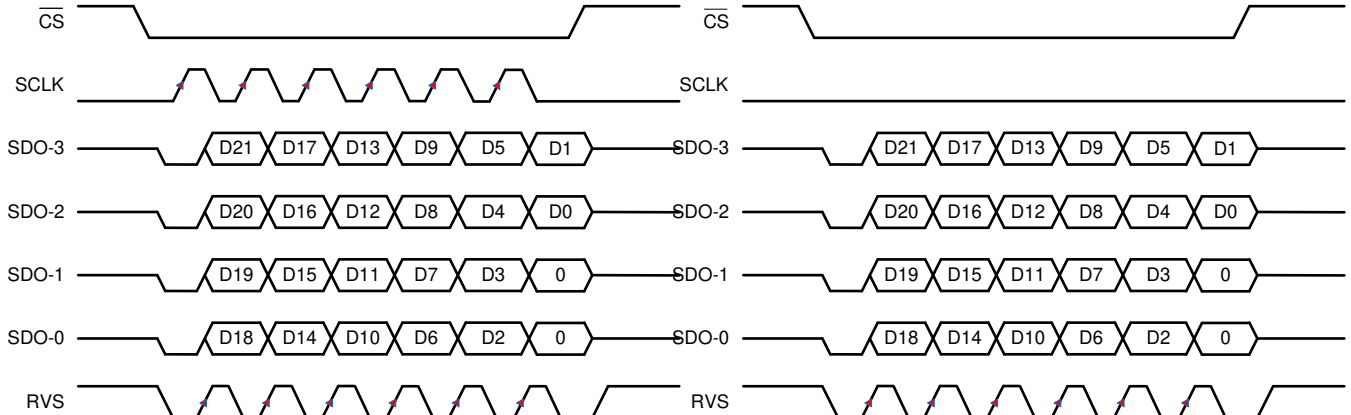 CS CS
SCLK SCLK
SDO-3 D21 D17 D13 D9 D5 D1 SDO-3 D21 D17 D13 D9 D5 D1
SDO-2 D20 D16 D12 D8 D4 D0 SDO-2 D20 D16 D12 D8 D4 D0
SDO-1 D19 D15 D11 D7 D3 0 SDO-1 D19 D15 D11 D7 D3 0
SDO-0 D18 D14 D10 D6 D2 0 SDO-0 D18 D14 D10 D6 D2 0
RVS RVS